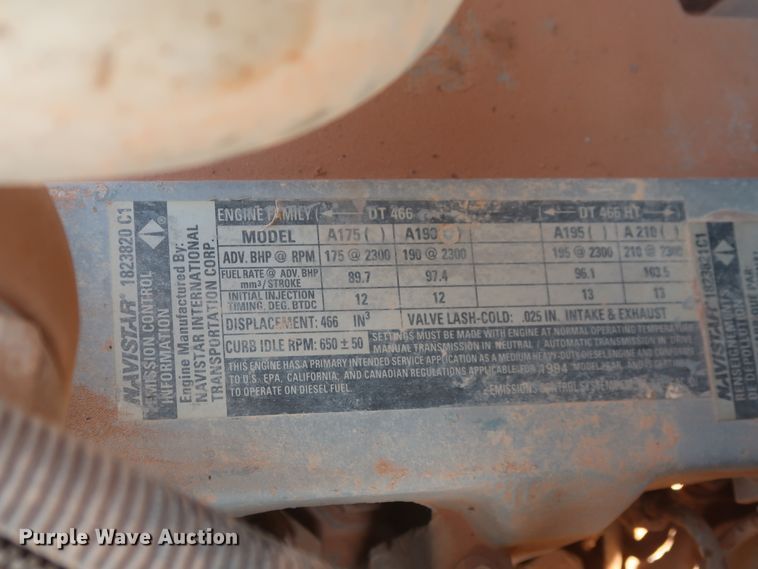 NAVISTAR® 1823820 C1
EMISSION CONTROL
INFORMATION
Engine Manufactured By:
NAVISTAR INTERNATIONAL
TRANSPORTATION CORP.
ENGINE FAMILY ( DT 466 DT 466 HT
MODEL A175 ( ) A190 A195 ( ) A 210 ( )
ADV. BHP @ RPM 175 @ 2300 190 @ 2300 195 @ 2300 210 @ 2300
FUEL RATE @ ADV. BHP
mm3/STROKE 89.7 97.4 96.1 103.5
INITIAL INJECTION
TIMING, DEG. BTDC 12 12 13 13
DISPLACEMENT: 466 IN3 VALVE LASH-COLD: .025 IN. INTAKE & EXHAUST
CURB IDLE RPM: 650 ± 50
SETTINGS MUST BE MADE WITH ENGINE AT NORMAL OPERATING TEMPERATURE
MANUAL TRANSMISSION IN NEUTRAL / AUTOMATIC TRANSMISSION IN DRIVE
THIS ENGINE HAS A PRIMARY INTENDED SERVICE APPLICATION AS A MEDIUM HEAVY-DUTY DIESEL ENGINE AND
TO U.S. EPA, CALIFORNIA, AND CANADIAN REGULATIONS APPLICABLE FOR 1994 MODEL YEAR
TO OPERATE ON DIESEL FUEL EMISSIONS CONTROL SYSTEM
NAVISTAR® 1823821C1
Purple Wave Auction